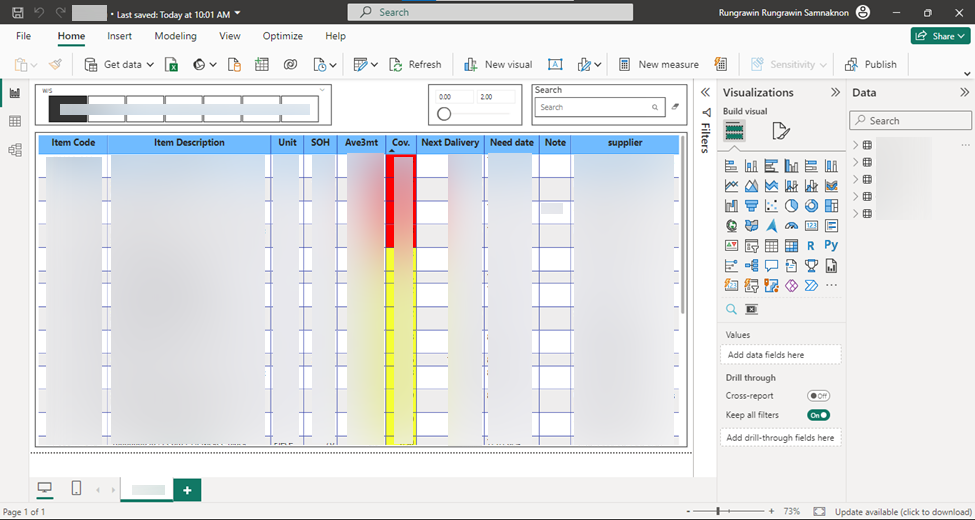 Last saved: Today at 10:01 AM
Search
Rungrawin Rungrawin Samnaknon
File Home Insert Modeling View Optimize Help
Share
Get data
Refresh
New visual
New measure
Sensitivity
Publish
W/S
0.00 2.00
Search
Search
Item Code Item Description Unit SOH Ave3mt Cov. Next Dalivery Need date Note supplier
Filters
Visualizations
Build visual
R Py
123
Values
Add data fields here
Drill through
Cross-report Off
Keep all filters On
Add drill-through fields here
Data
Search
Page 1 of 1
- + 73%
Update available (click to download)